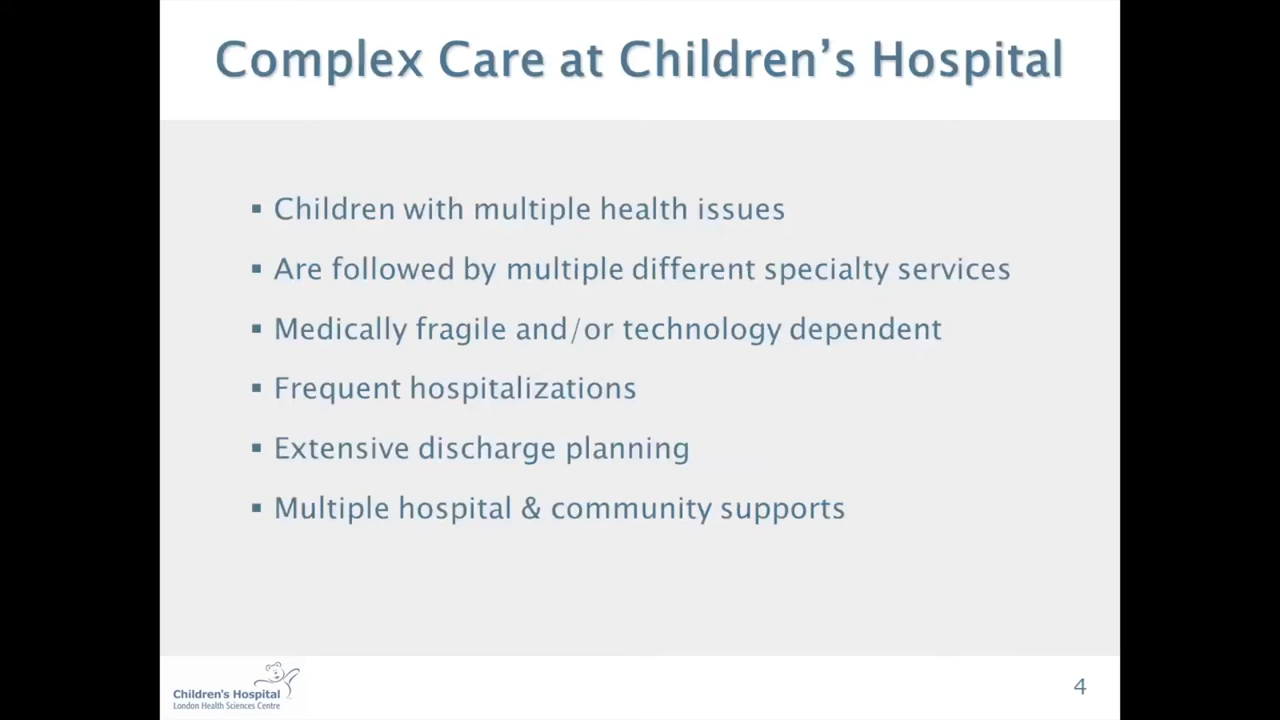 Complex Care at Children’s Hospital
▪ Children with multiple health issues
▪ Are followed by multiple different specialty services
▪ Medically fragile and/or technology dependent
▪ Frequent hospitalizations
▪ Extensive discharge planning
▪ Multiple hospital & community supports
Children's Hospital
London Health Sciences Centre
4